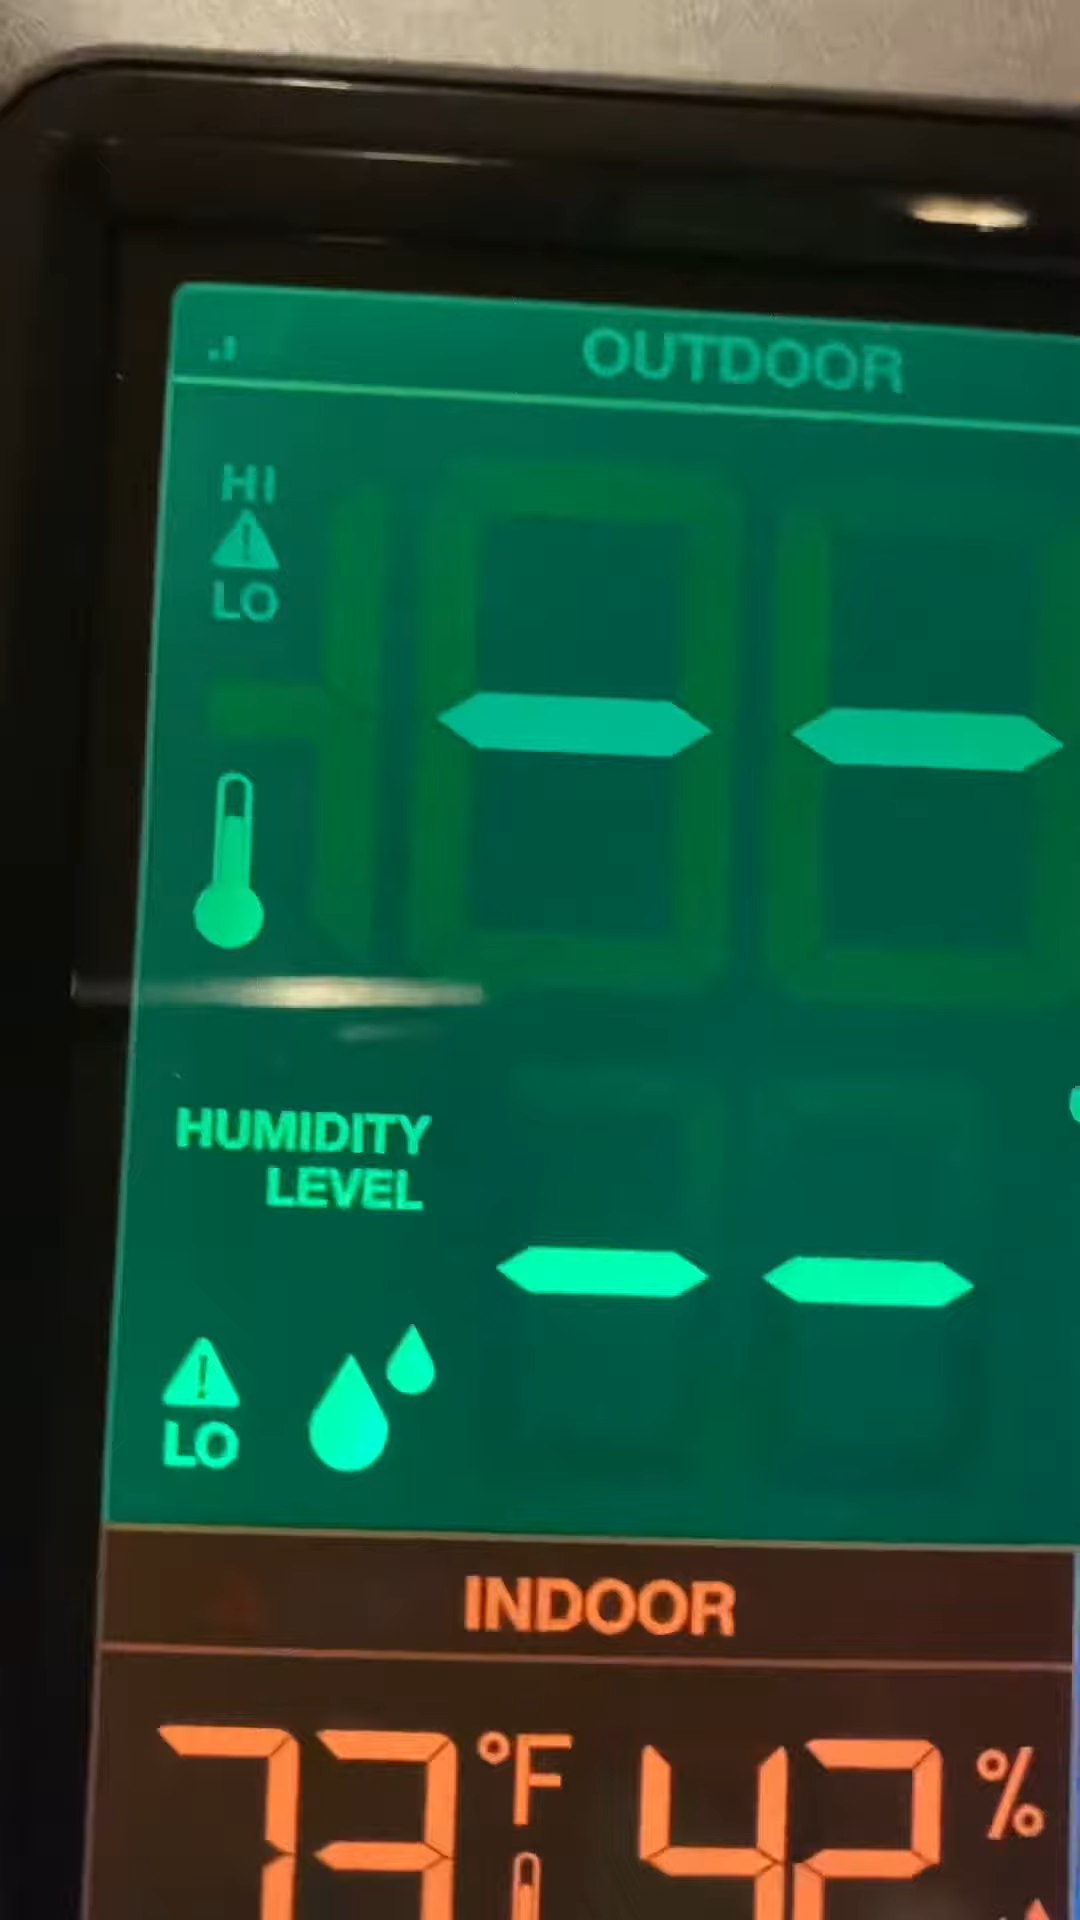 OUTDOOR
HI
LO
- -
HUMIDITY
LEVEL
- -
LO
INDOOR
73 °F 42 %